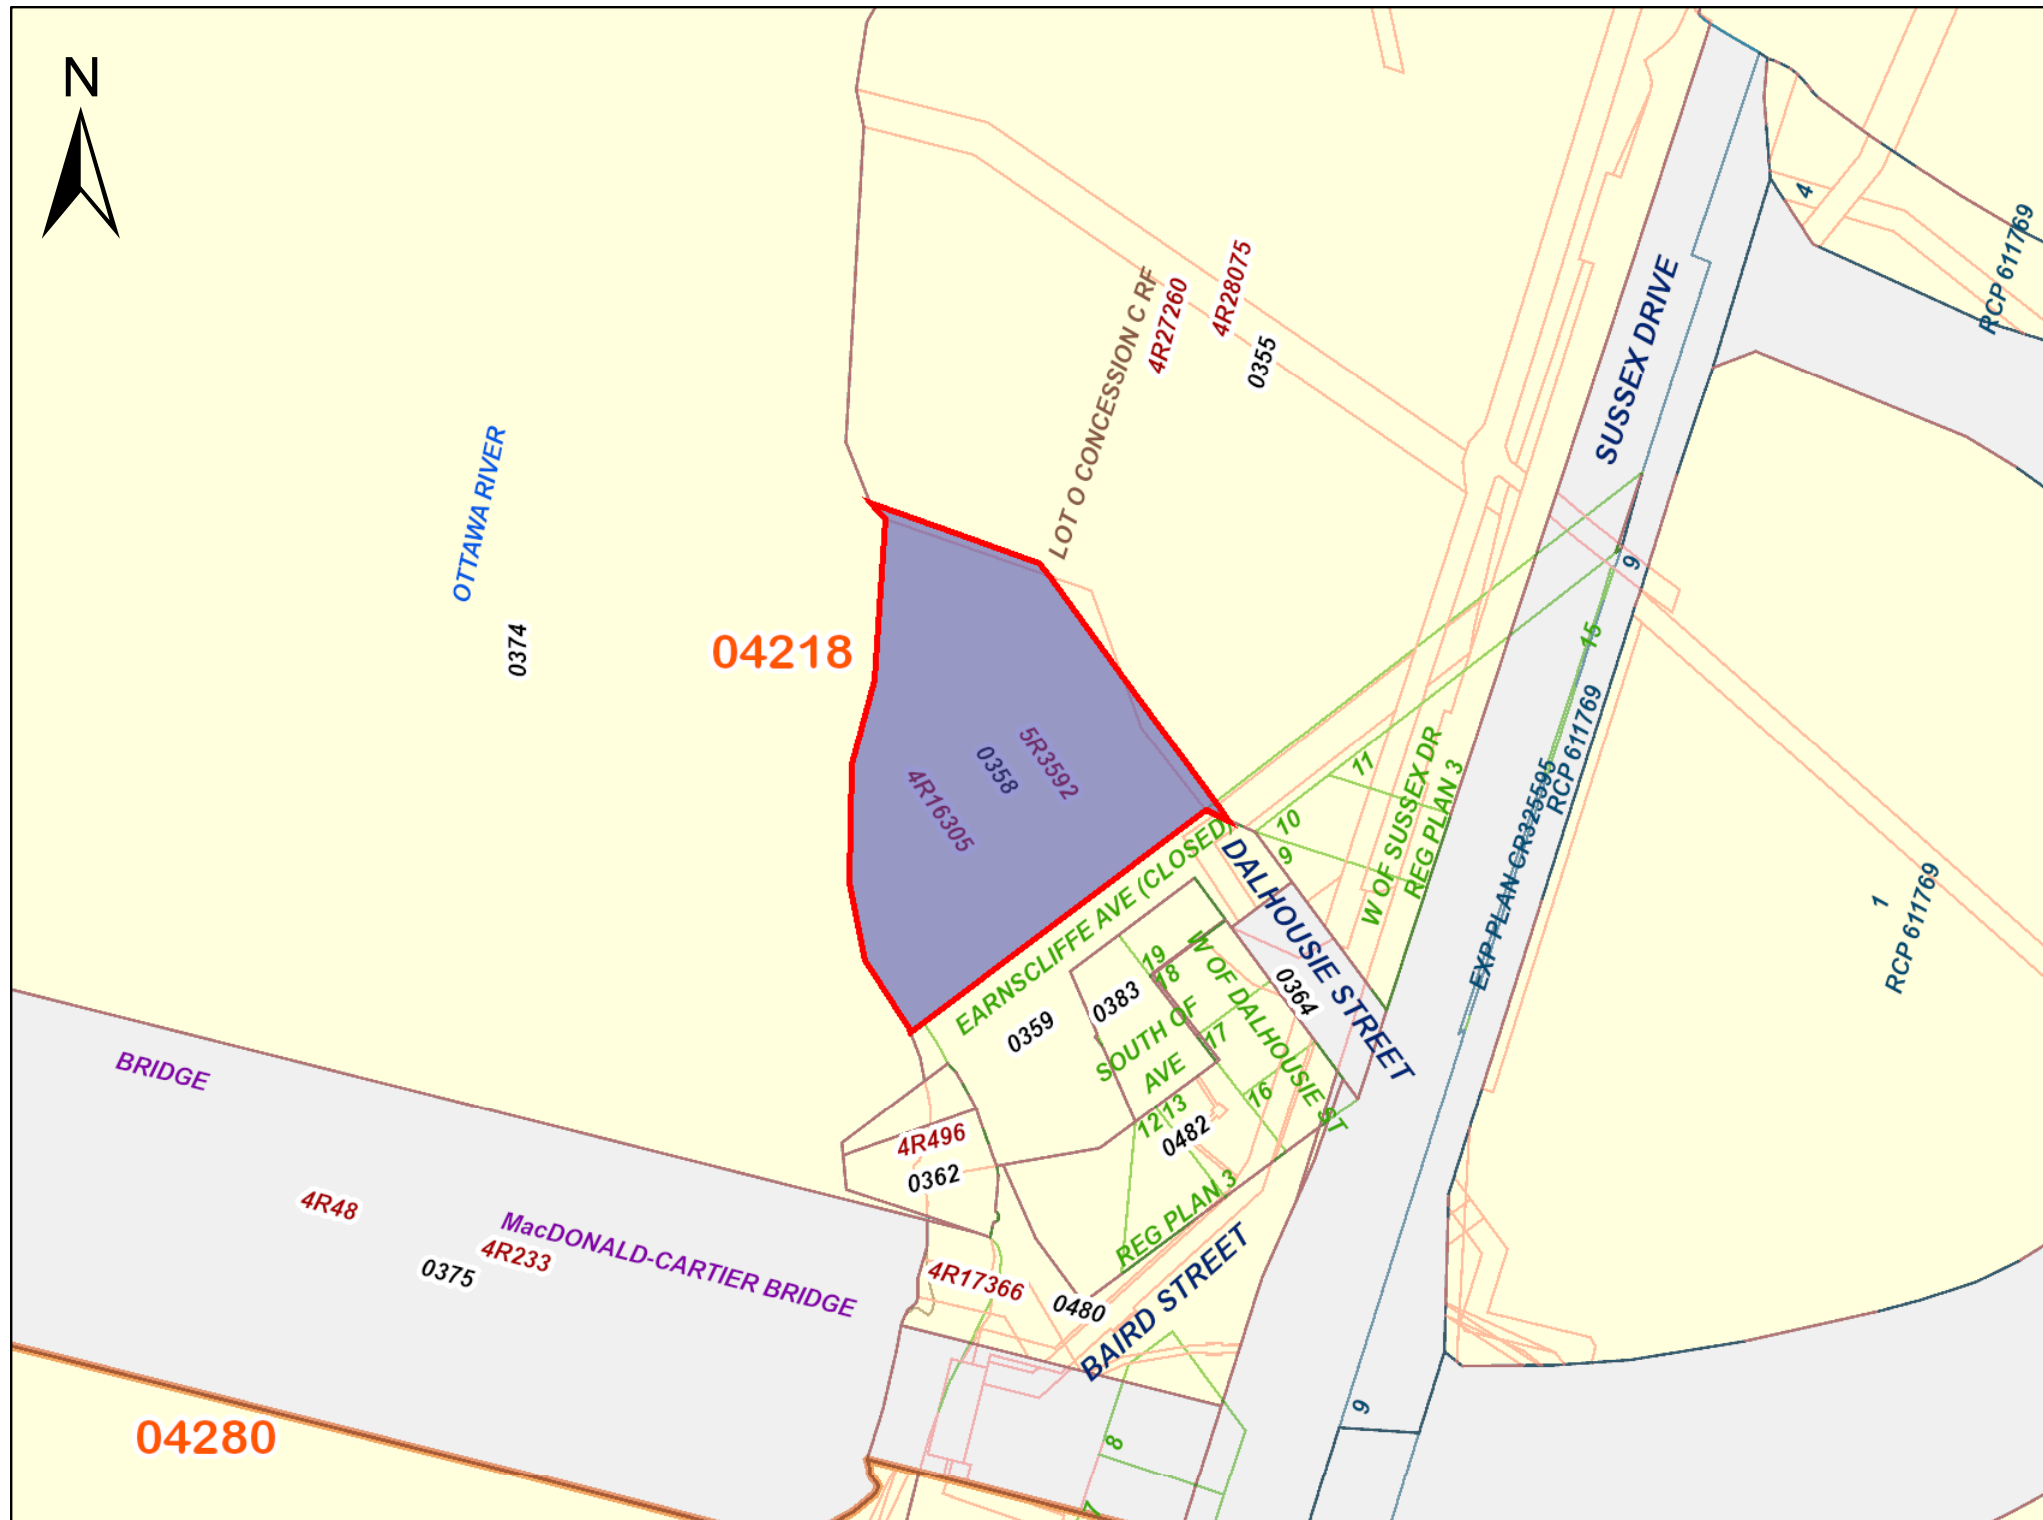 N
4
RCP 611769
SUSSEX DRIVE
4R28075
4R27260
0355
LOT O CONCESSION C RF
OTTAWA RIVER
0374
04218
9
15
RCP 611769
EXP PLAN CR325595
5R3592
0358
4R16305
11
10
9
W OF SUSSEX DR
REG PLAN 3
1
RCP 611769
EARNSCLIFFE AVE (CLOSED)
DALHOUSIE STREET
0364
W OF DALHOUSIE ST
19
18
17
16
0383
0359
SOUTH OF
AVE
12
13
0482
REG PLAN 3
BRIDGE
4R496
0362
4R48
MacDONALD-CARTIER BRIDGE
4R233
0375
4R17366
0480
BAIRD STREET
04280
8
7
9